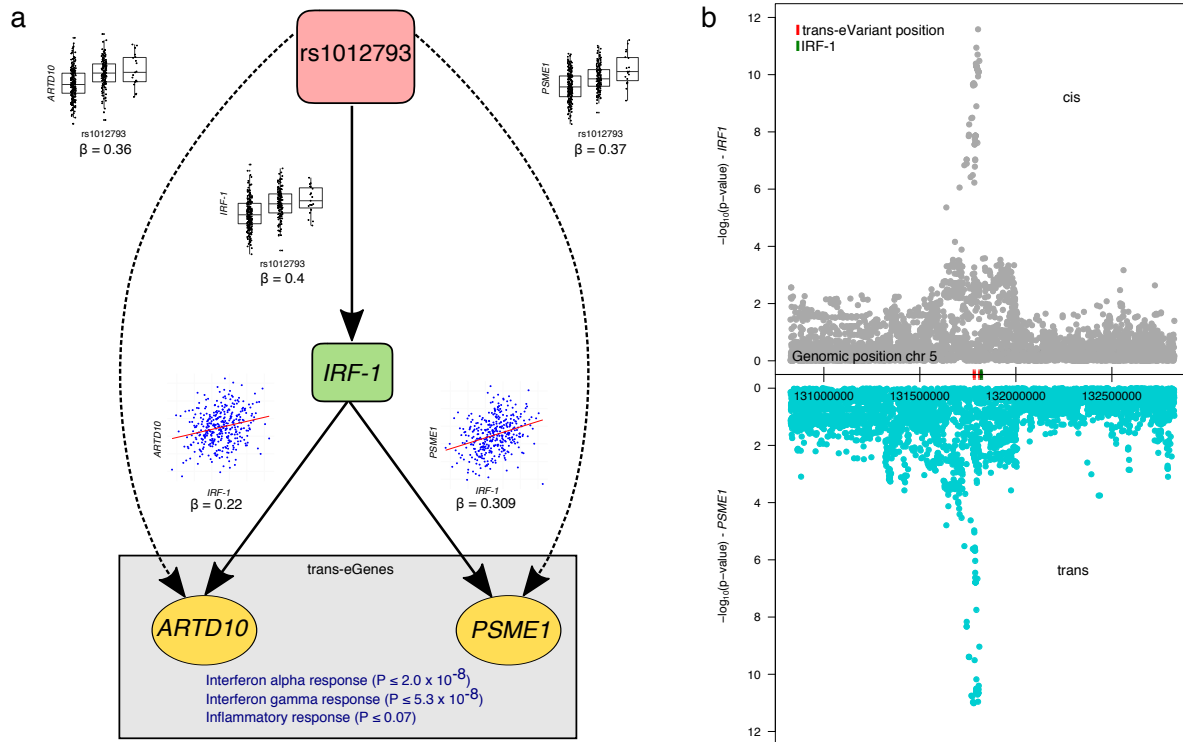 a
rs1012793
ARTD10
rs1012793
β = 0.36
PSME1
rs1012793
β = 0.37
IRF-1
rs1012793
β = 0.4
IRF-1
ARTD10
IRF-1
β = 0.22
PSME1
IRF-1
β = 0.309
trans-eGenes
ARTD10
PSME1
Interferon alpha response (P ≤ 2.0 x 10⁻⁸)
Interferon gamma response (P ≤ 5.3 x 10⁻⁸)
Inflammatory response (P ≤ 0.07)
b
trans-eVariant position
IRF-1
cis
−log₁₀(p−value) - IRF1
12
10
8
6
4
2
0
Genomic position chr 5
131000000 131500000 132000000 132500000
−log₁₀(p−value) - PSME1
0
2
4
6
8
10
12
trans